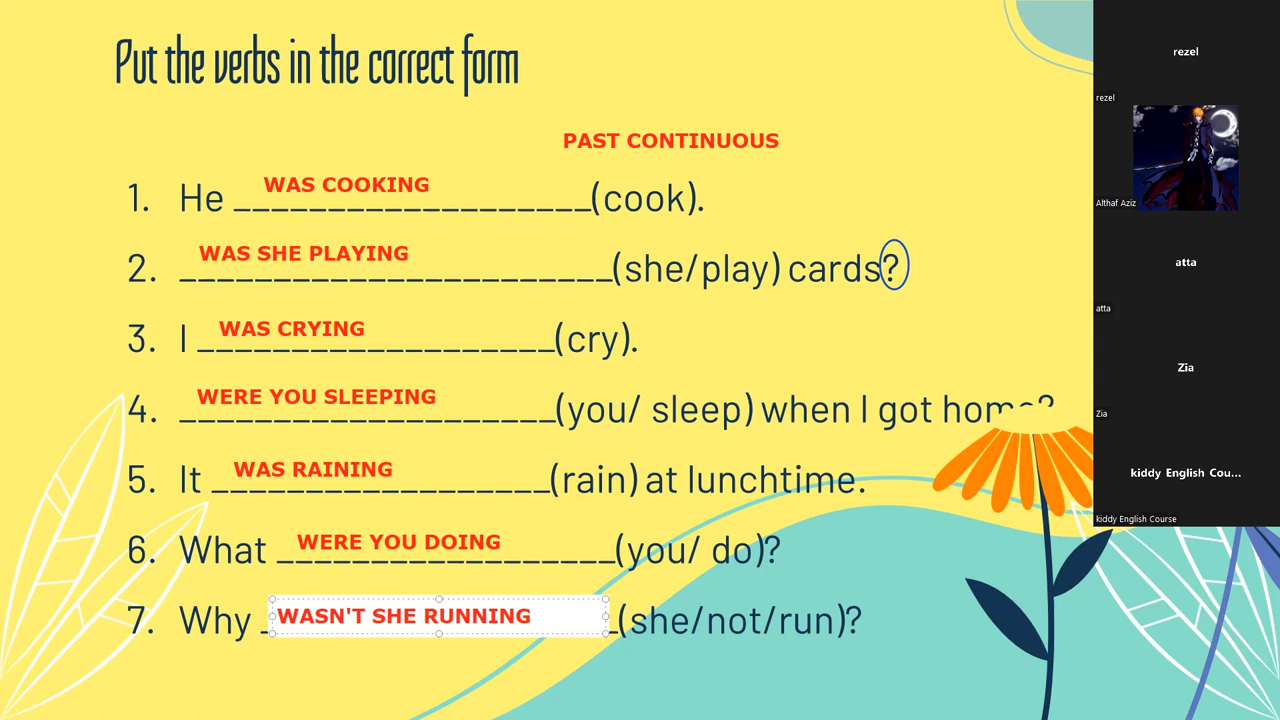 Put the verbs in the correct form
PAST CONTINUOUS
1. He WAS COOKING ___________________(cook).
2. WAS SHE PLAYING _______________________(she/play) cards?
3. I WAS CRYING ___________________(cry).
4. WERE YOU SLEEPING ____________________(you/ sleep) when I got home?
5. It WAS RAINING __________________(rain) at lunchtime.
6. What WERE YOU DOING __________________(you/ do)?
7. Why WASN'T SHE RUNNING (she/not/run)?
rezel
rezel
Althaf Aziz
atta
atta
Zia
Zia
kiddy English Cou...
kiddy English Course